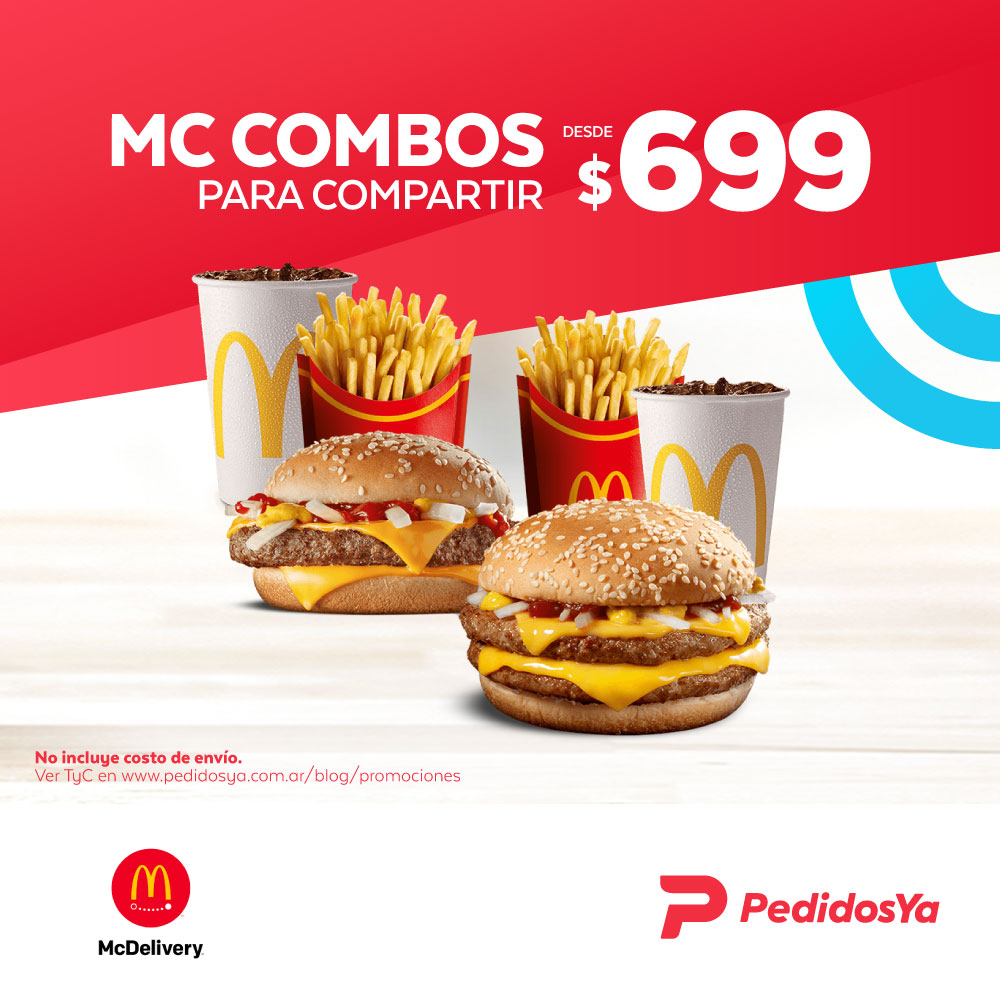 MC COMBOS
PARA COMPARTIR
DESDE
$699
No incluye costo de envío.
Ver TyC en www.pedidosya.com.ar/blog/promociones
McDelivery
PedidosYa